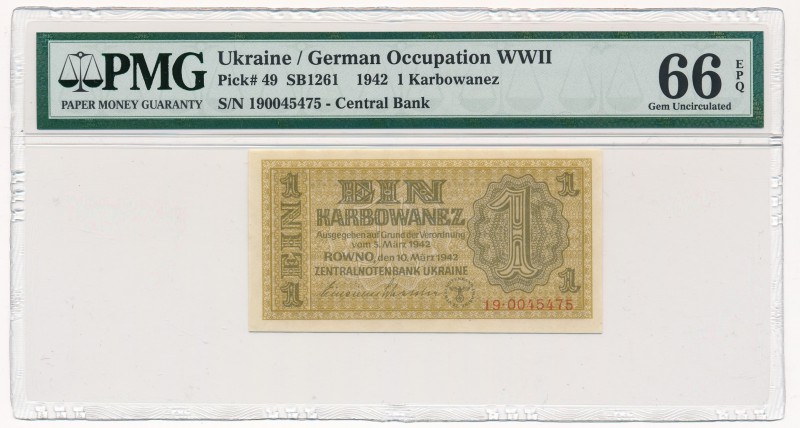 PMG
PAPER MONEY GUARANTY
Ukraine / German Occupation WWII
Pick# 49 SB1261 1942 1 Karbowanez
S/N 190045475 - Central Bank
66
EPQ
Gem Uncirculated
1
EIN
1
EIN
KARBOWANEZ
Ausgegeben auf Grund der Verordnung
vom 5. März 1942
ROWNO, den 10. März 1942
ZENTRALNOTENBANK UKRAINE
1
1
1
19·0045475